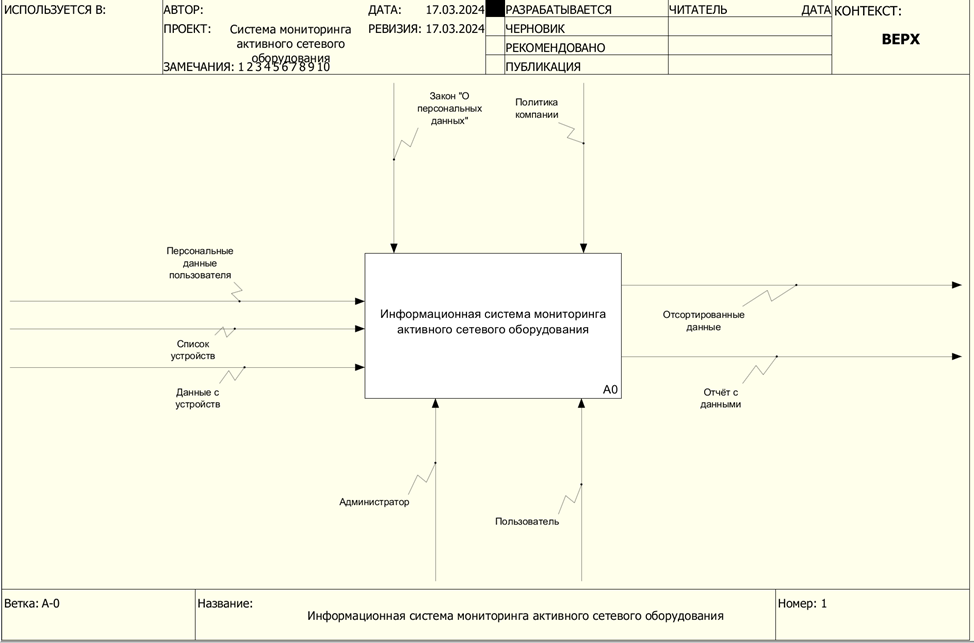 ИСПОЛЬЗУЕТСЯ В:
АВТОР:
ДАТА: 17.03.2024
РАЗРАБАТЫВАЕТСЯ
ЧИТАТЕЛЬ
ДАТА
КОНТЕКСТ:
ПРОЕКТ: Система мониторинга
активного сетевого
оборудования
РЕВИЗИЯ: 17.03.2024
ЧЕРНОВИК
ВЕРХ
РЕКОМЕНДОВАНО
ЗАМЕЧАНИЯ: 1 2 3 4 5 6 7 8 9 10
ПУБЛИКАЦИЯ
Закон "О
персональных
данных"
Политика
компании
Персональные
данные
пользователя
Список
устройств
Данные с
устройств
Информационная система мониторинга
активного сетевого оборудования
A0
Отсортированные
данные
Отчёт с
данными
Администратор
Пользователь
Ветка: A-0
Название:
Информационная система мониторинга активного сетевого оборудования
Номер: 1